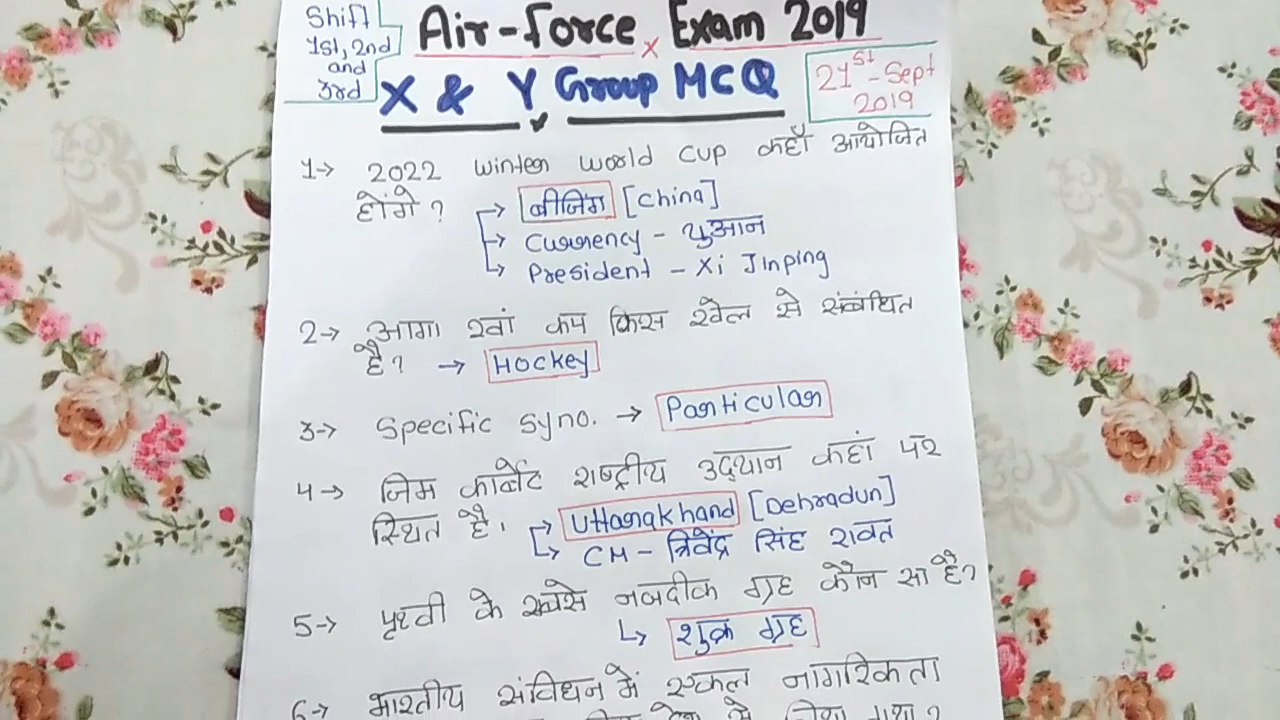 Shift
1st, 2nd
and
3rd
Air-force Exam 2019
X & Y Group MCQ
21st-Sept
2019
1→ 2022 winter world cup कहाँ आयोजित
होंगे ? → बीजिंग [China]
→ Currency - युआन
→ President - Xi Jinping
2→ आगा खां कप किस खेल से संबंधित
है? → Hockey
3→ Specific syno. → Particular
4→ जिम कार्बेट राष्ट्रीय उद्यान कहां पर
स्थित है। → Uttarakhand [Dehradun]
→ CM - त्रिवेंद्र सिंह रावत
5→ पृथ्वी के सबसे नजदीक ग्रह कौन सा है?
↳ शुक्र ग्रह
6→ भारतीय संविधन में एकल नागरिकता
से लिया गया?